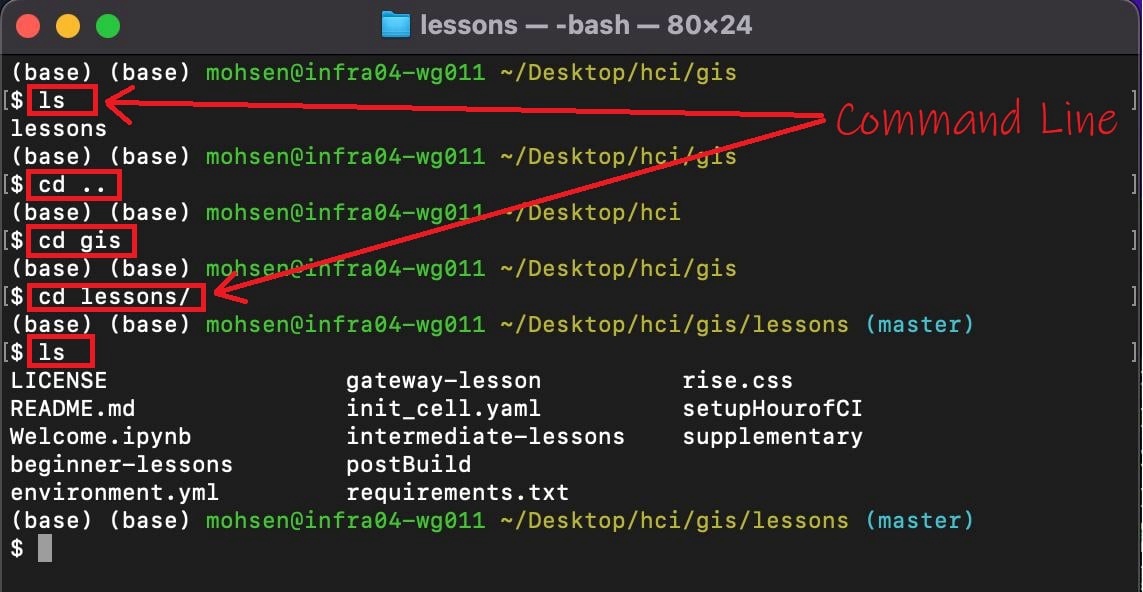 lessons — -bash — 80×24
(base) (base) mohsen@infra04-wg011 ~/Desktop/hci/gis
[$ ls ]
Command Line
lessons
(base) (base) mohsen@infra04-wg011 ~/Desktop/hci/gis
[$ cd .. ]
(base) (base) mohsen@infra04-wg011 ~/Desktop/hci
[$ cd gis ]
(base) (base) mohsen@infra04-wg011 ~/Desktop/hci/gis
[$ cd lessons/ ]
(base) (base) mohsen@infra04-wg011 ~/Desktop/hci/gis/lessons (master)
[$ ls ]
LICENSE gateway-lesson rise.css
README.md init_cell.yaml setupHourofCI
Welcome.ipynb intermediate-lessons supplementary
beginner-lessons postBuild
environment.yml requirements.txt
(base) (base) mohsen@infra04-wg011 ~/Desktop/hci/gis/lessons (master)
$